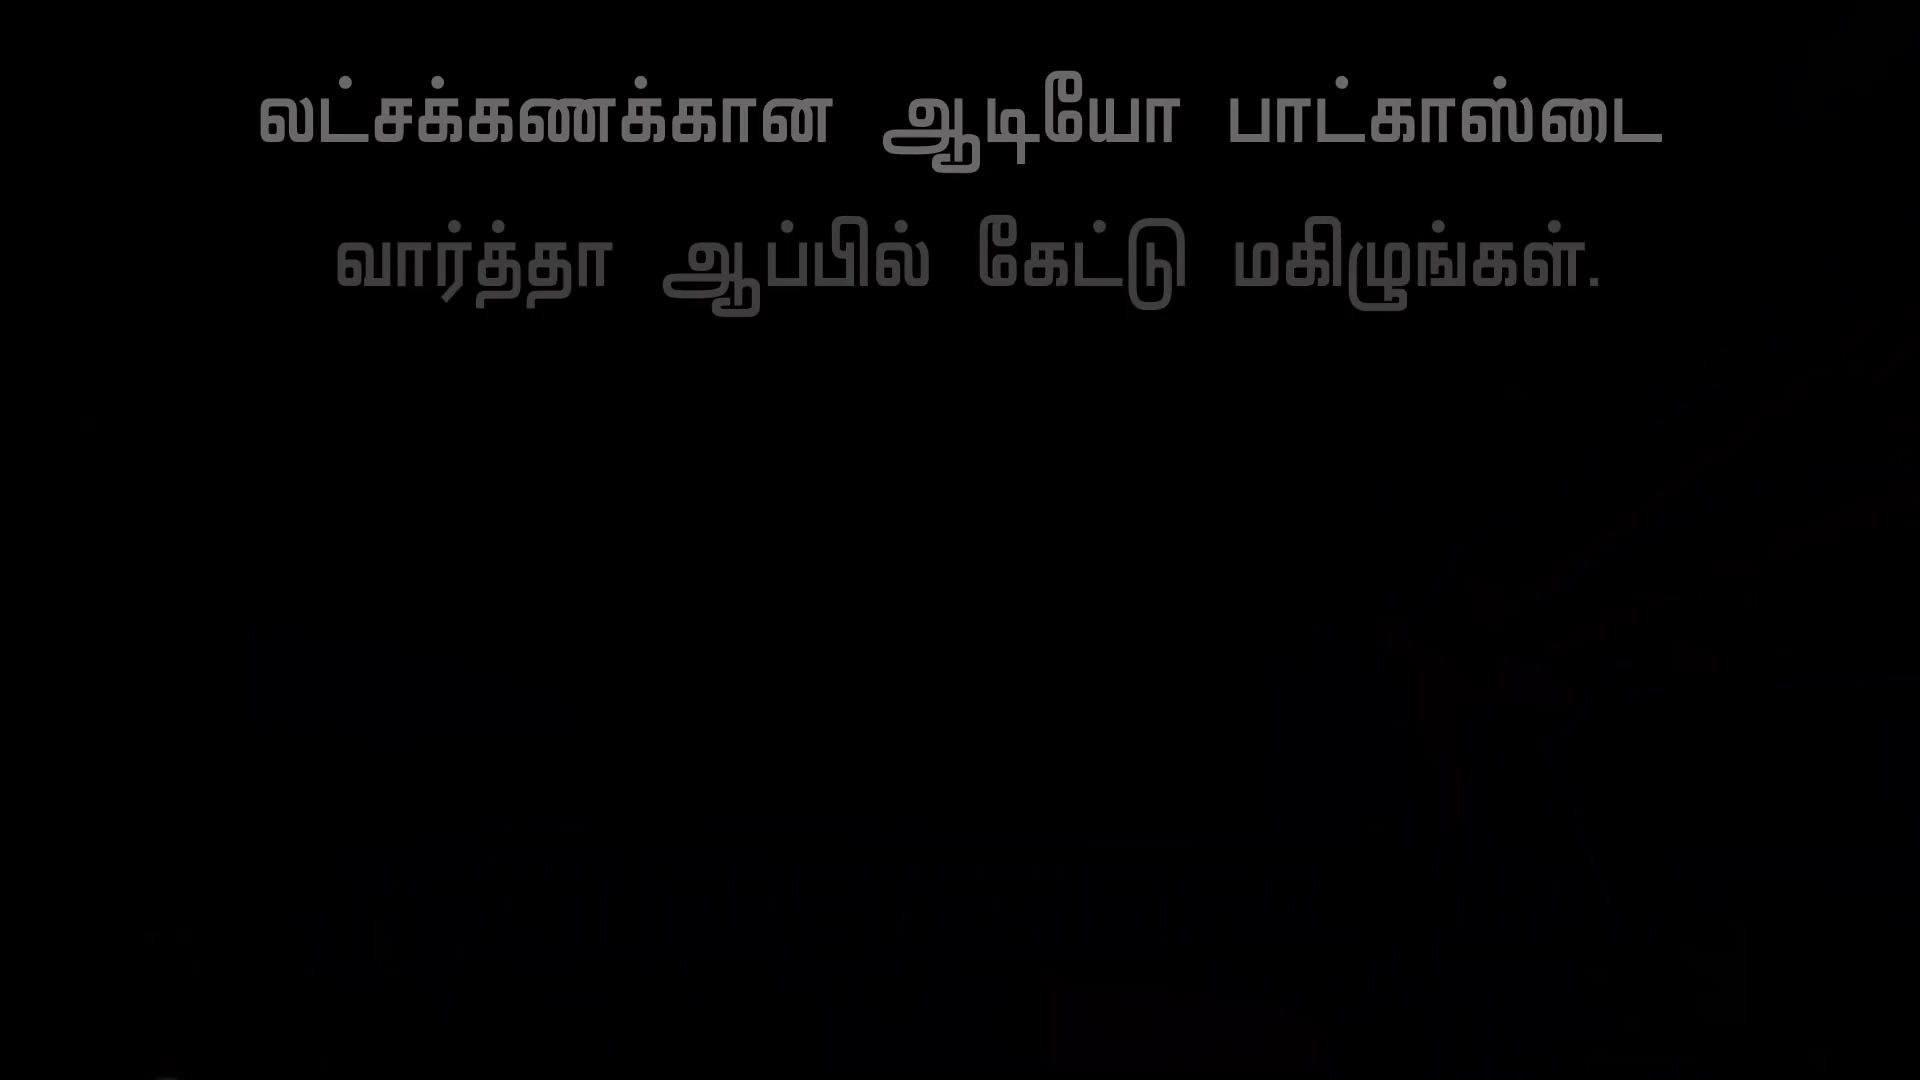 லட்சக்கணக்கான ஆடியோ பாட்காஸ்டை
வார்த்தா ஆப்பில் கேட்டு மகிழுங்கள்.